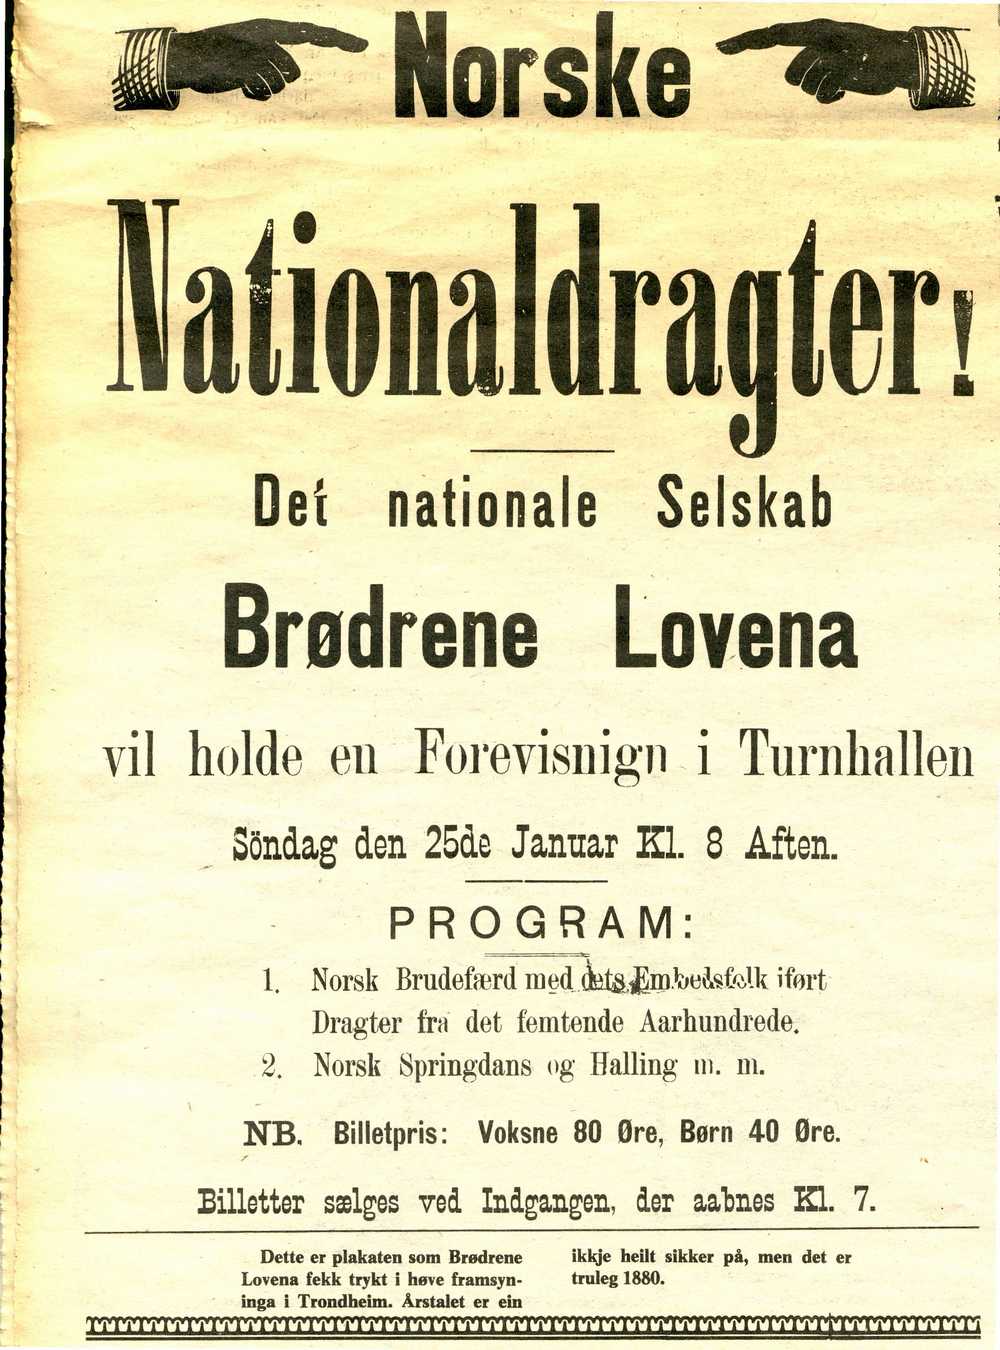 Norske
Nationaldragter!
Det nationale Selskab
Brødrene Lovena
vil holde en Forevisnign i Turnhallen
Söndag den 25de Januar Kl. 8 Aften.
PROGRAM:
1. Norsk Brudefærd med dets Embedsfolk iført
Dragter fra det femtende Aarhundrede.
2. Norsk Springdans og Halling m. m.
NB. Billetpris: Voksne 80 Øre, Børn 40 Øre.
Billetter sælges ved Indgangen, der aabnes Kl. 7.
Dette er plakaten som Brødrene
Lovena fekk trykt i høve framsyn-
inga i Trondheim. Årstalet er ein
ikkje heilt sikker på, men det er
truleg 1880.